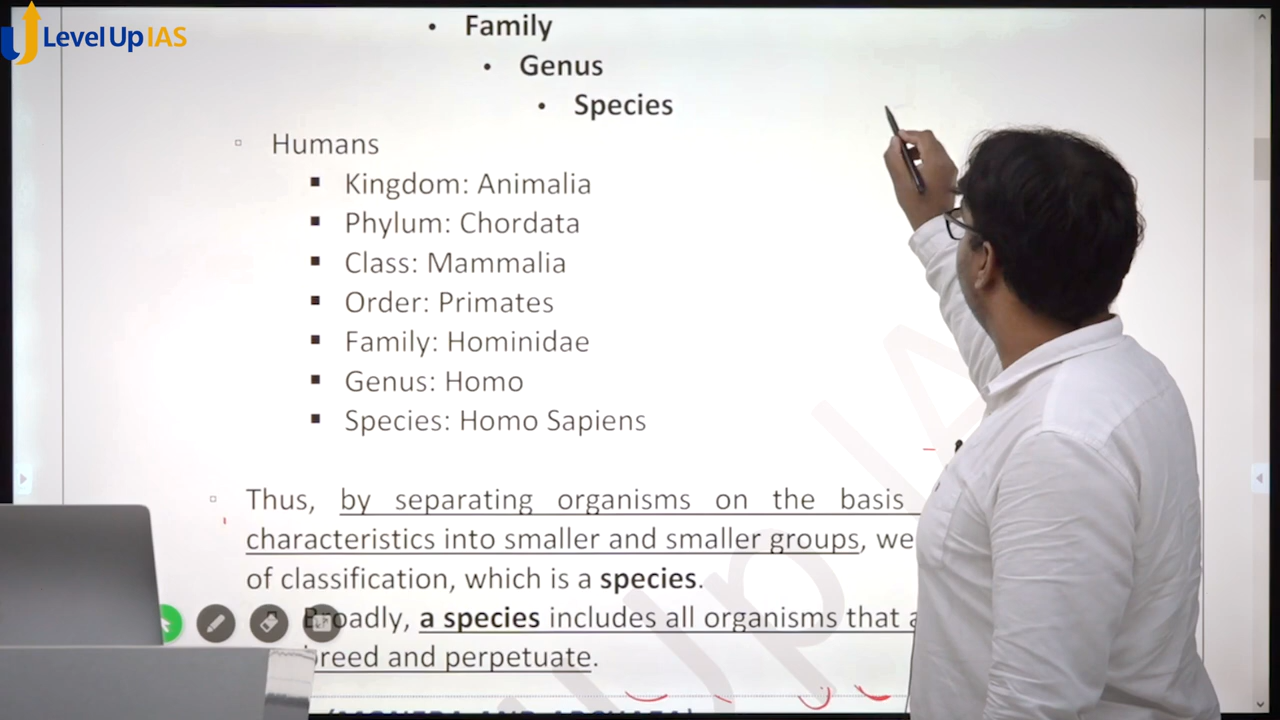 Level Up IAS
• Family
• Genus
• Species
Humans
Kingdom: Animalia
Phylum: Chordata
Class: Mammalia
Order: Primates
Family: Hominidae
Genus: Homo
Species: Homo Sapiens
Thus, by separating organisms on the basis
characteristics into smaller and smaller groups, we
of classification, which is a species.
Broadly, a species includes all organisms that
breed and perpetuate.